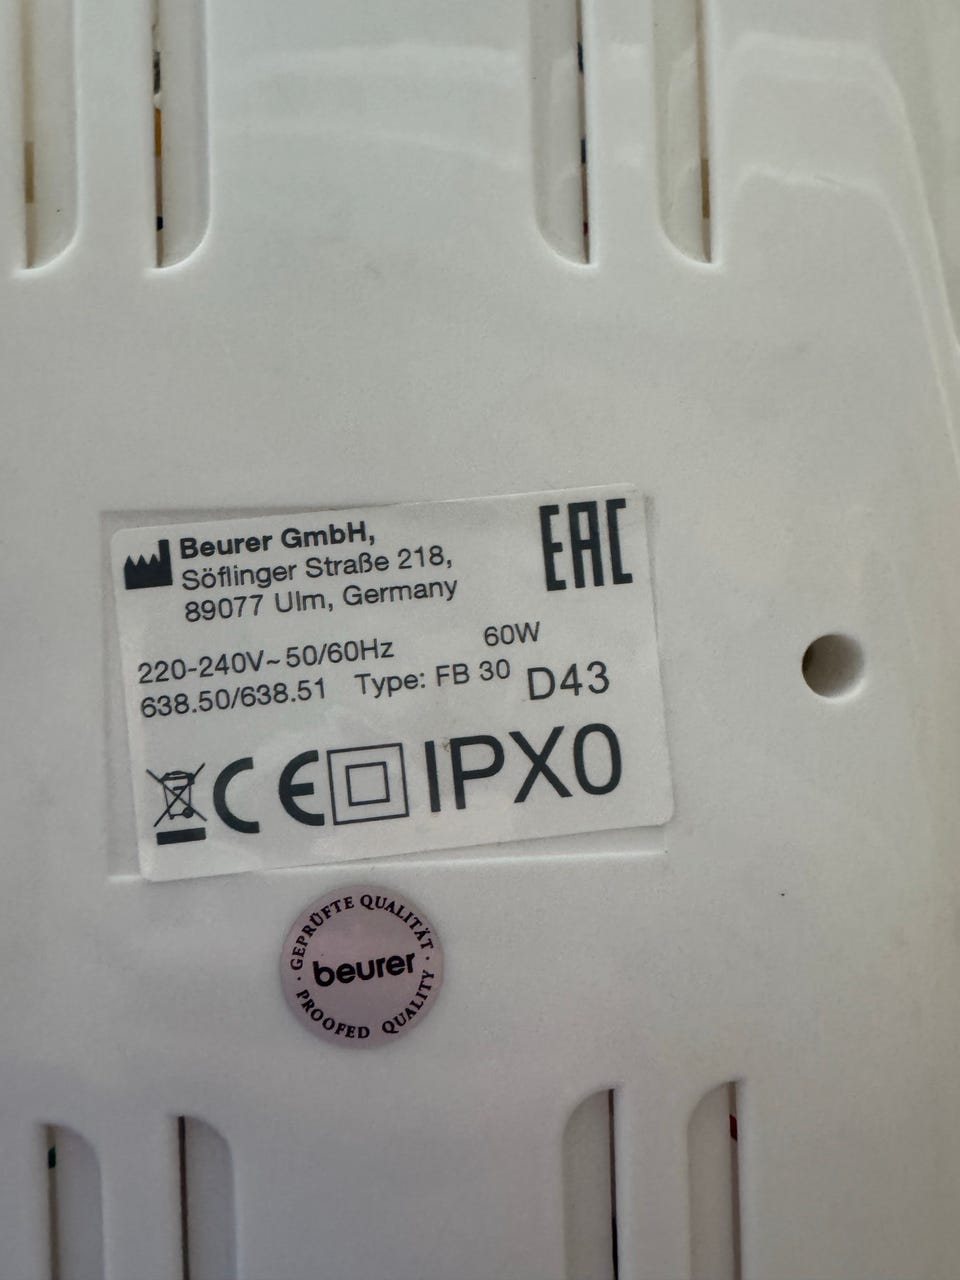 Beurer GmbH,
Söflinger Straße 218,
89077 Ulm, Germany
EAC
220-240V~ 50/60Hz 60W
638.50/638.51 Type: FB 30 D43
CE IPX0
· GEPRÜFTE QUALITÄT ·
beurer
PROOFED QUALITY